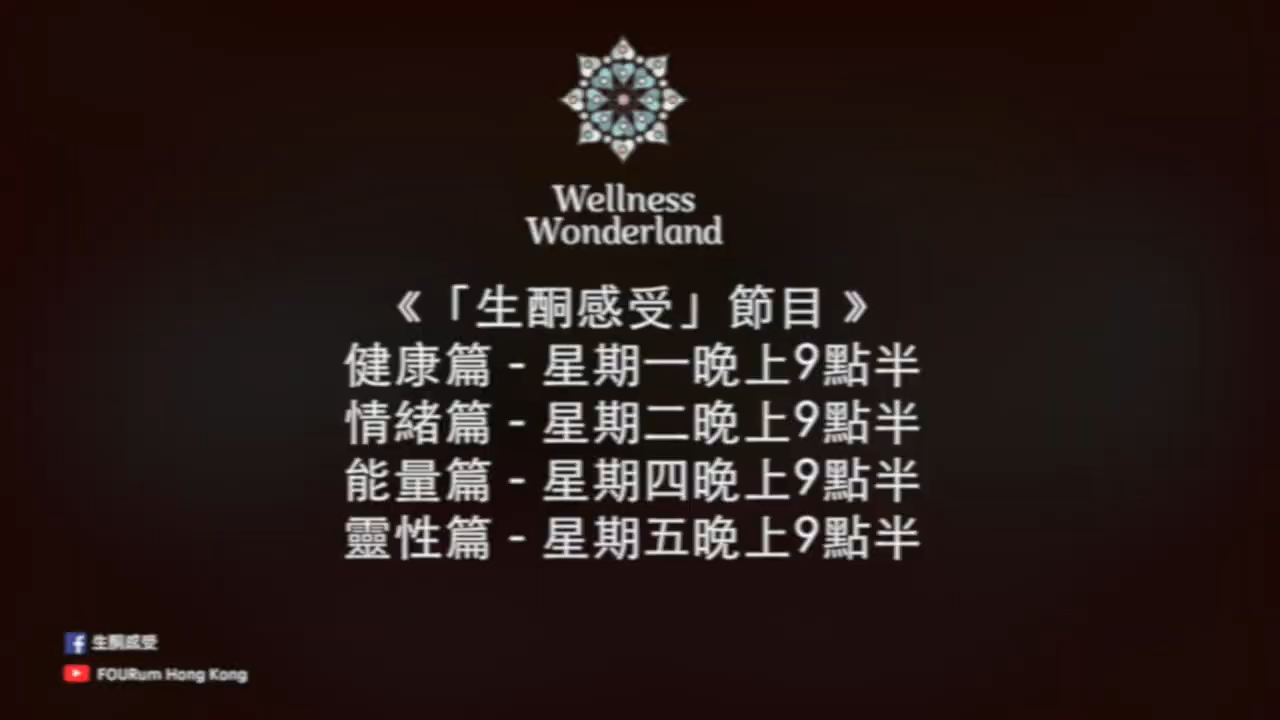 Wellness
Wonderland
《「生酮感受」節目》
健康篇 - 星期一晚上9點半
情緒篇 - 星期二晚上9點半
能量篇 - 星期四晚上9點半
靈性篇 - 星期五晚上9點半
生酮感受
FOURum Hong Kong